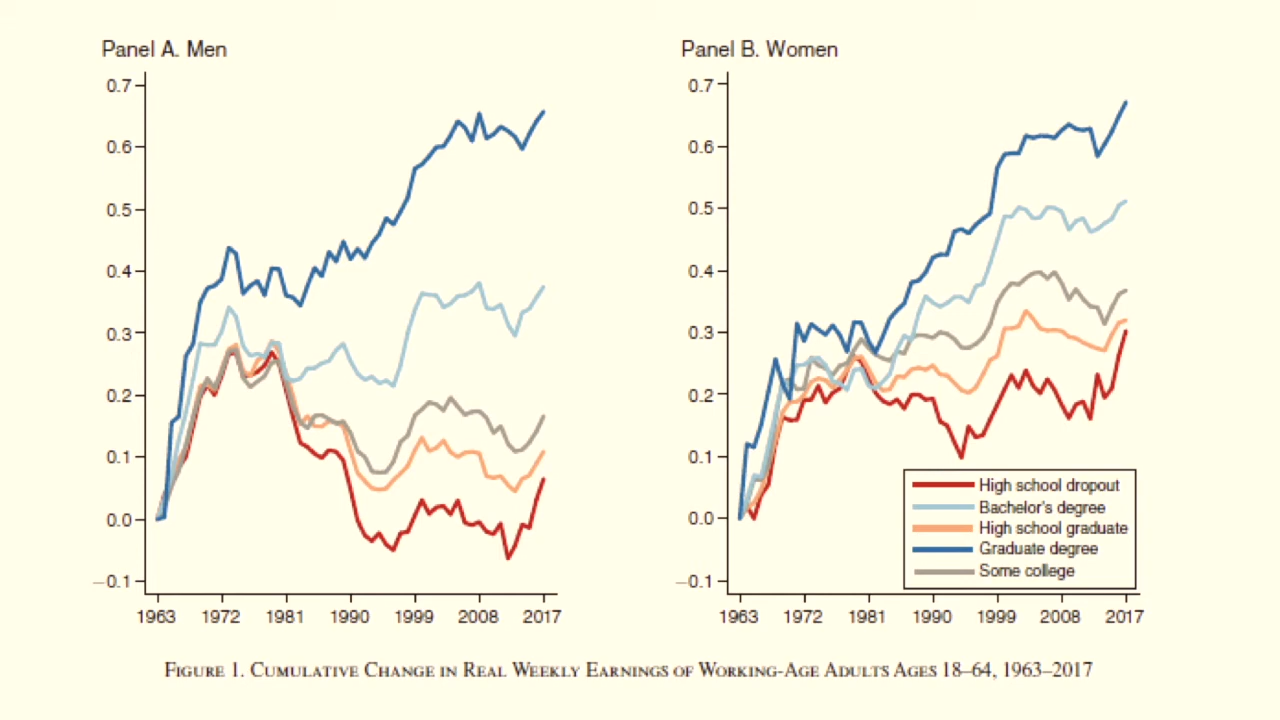 Panel A. Men
0.7
0.6
0.5
0.4
0.3
0.2
0.1
0.0
−0.1
1963 1972 1981 1990 1999 2008 2017
Panel B. Women
0.7
0.6
0.5
0.4
0.3
0.2
0.1
0.0
−0.1
1963 1972 1981 1990 1999 2008 2017
High school dropout
Bachelor's degree
High school graduate
Graduate degree
Some college
Figure 1. Cumulative Change in Real Weekly Earnings of Working-Age Adults Ages 18–64, 1963–2017